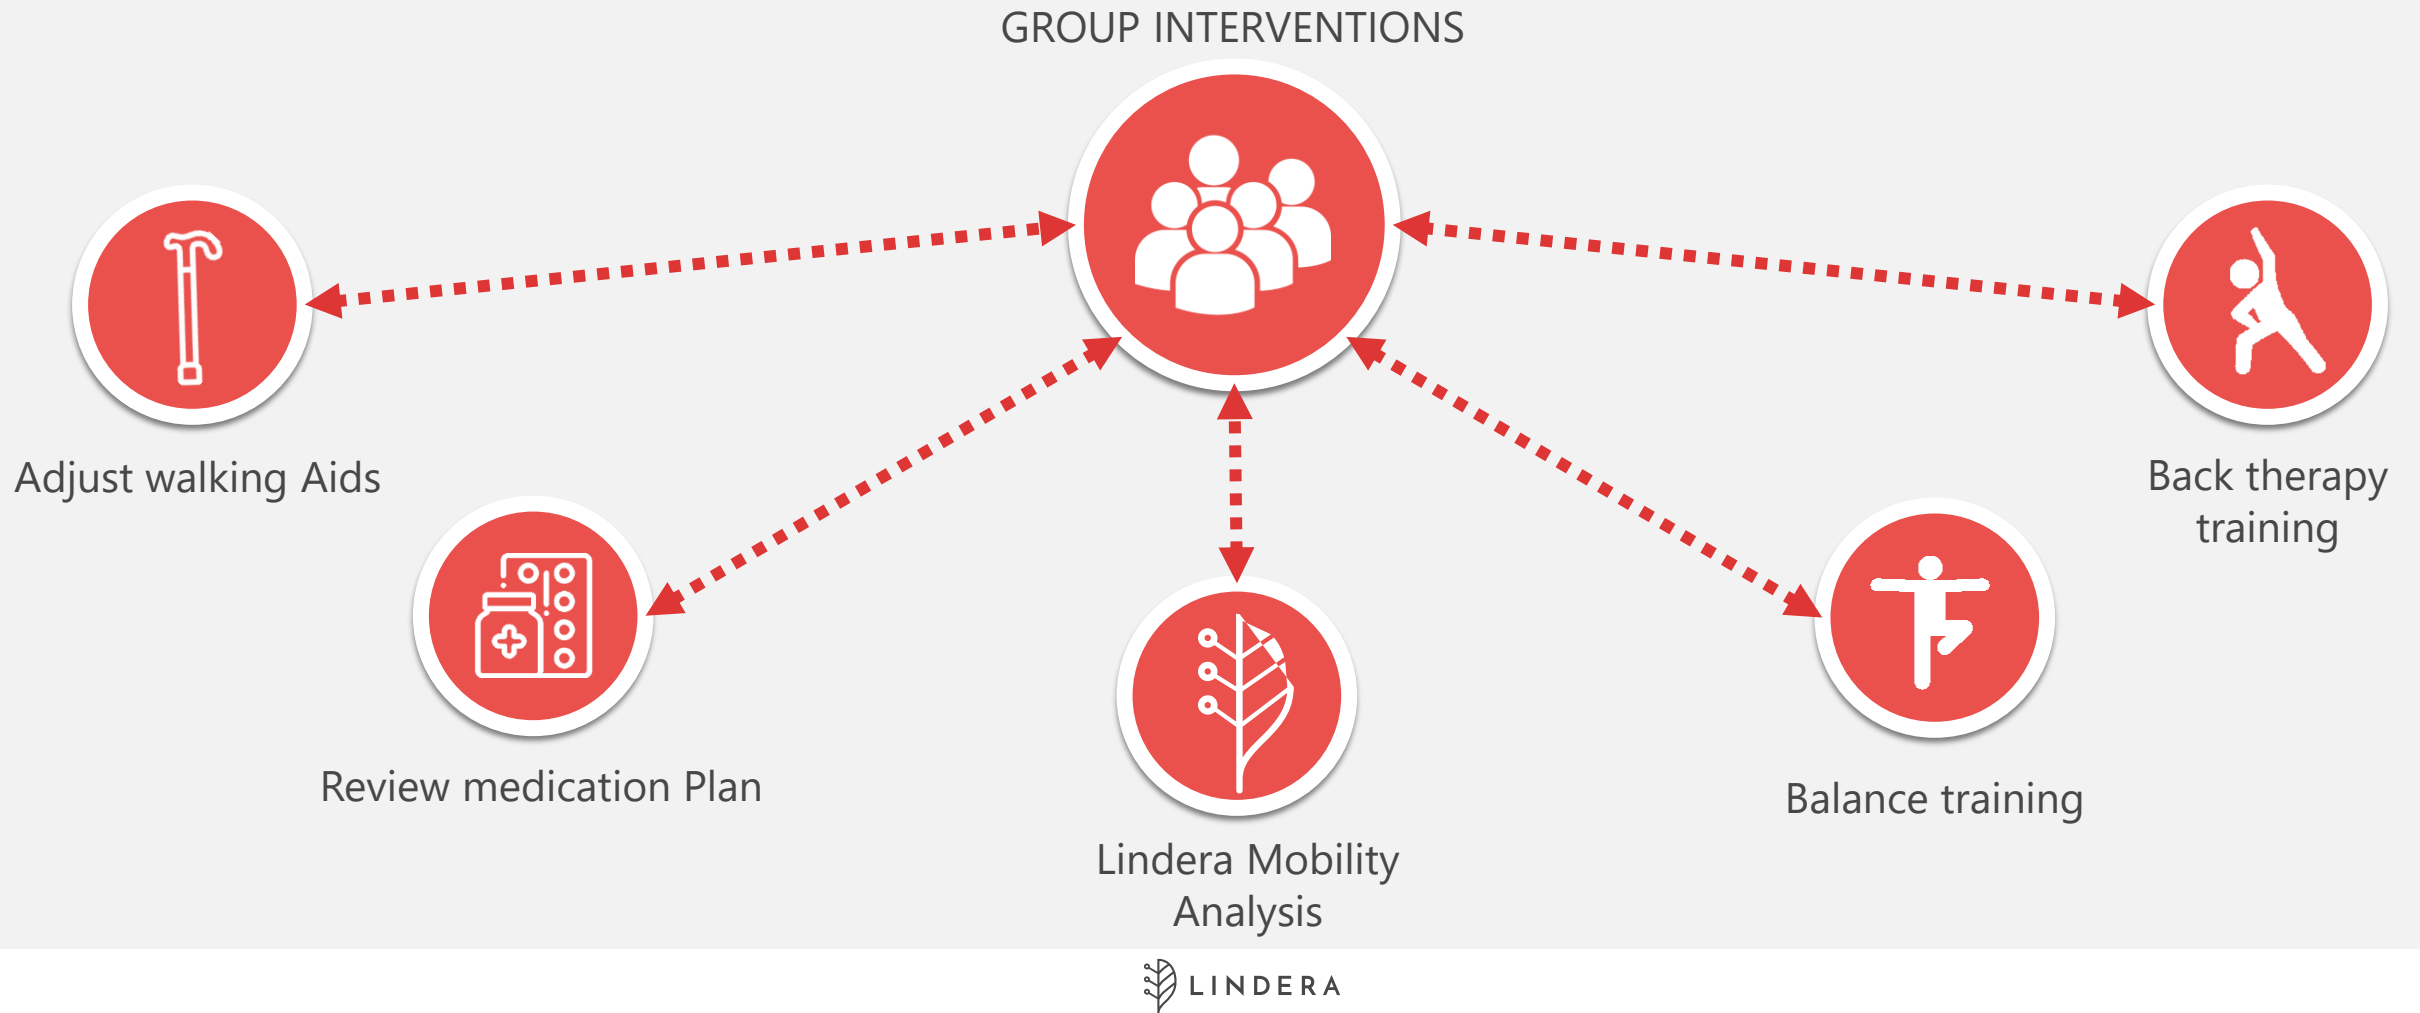 GROUP INTERVENTIONS
Adjust walking Aids
Back therapy
training
Review medication Plan
Balance training
Lindera Mobility
Analysis
LINDERA